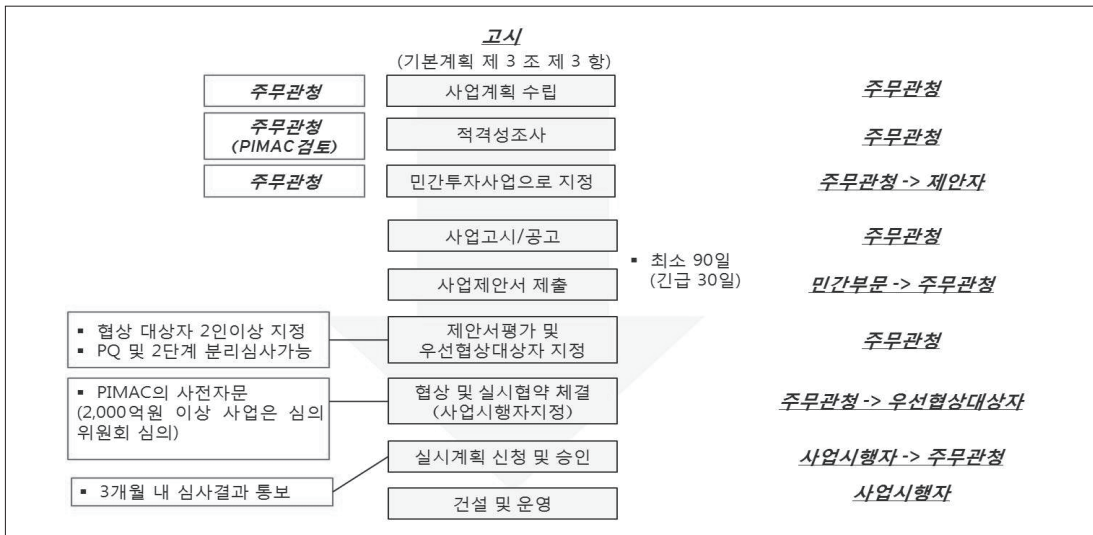 고시
(기본계획 제 3 조 제 3 항)
주무관청
사업계획 수립
주무관청
주무관청
(PIMAC검토)
적격성조사
주무관청
주무관청
민간투자사업으로 지정
주무관청 -> 제안자
사업고시/공고
주무관청
▪ 최소 90일
(긴급 30일)
사업제안서 제출
민간부문 -> 주무관청
▪ 협상 대상자 2인이상 지정
▪ PQ 및 2단계 분리심사가능
제안서평가 및
우선협상대상자 지정
주무관청
▪ PIMAC의 사전자문
(2,000억원 이상 사업은 심의
위원회 심의)
협상 및 실시협약 체결
(사업시행자지정)
주무관청 -> 우선협상대상자
실시계획 신청 및 승인
사업시행자 -> 주무관청
▪ 3개월 내 심사결과 통보
건설 및 운영
사업시행자